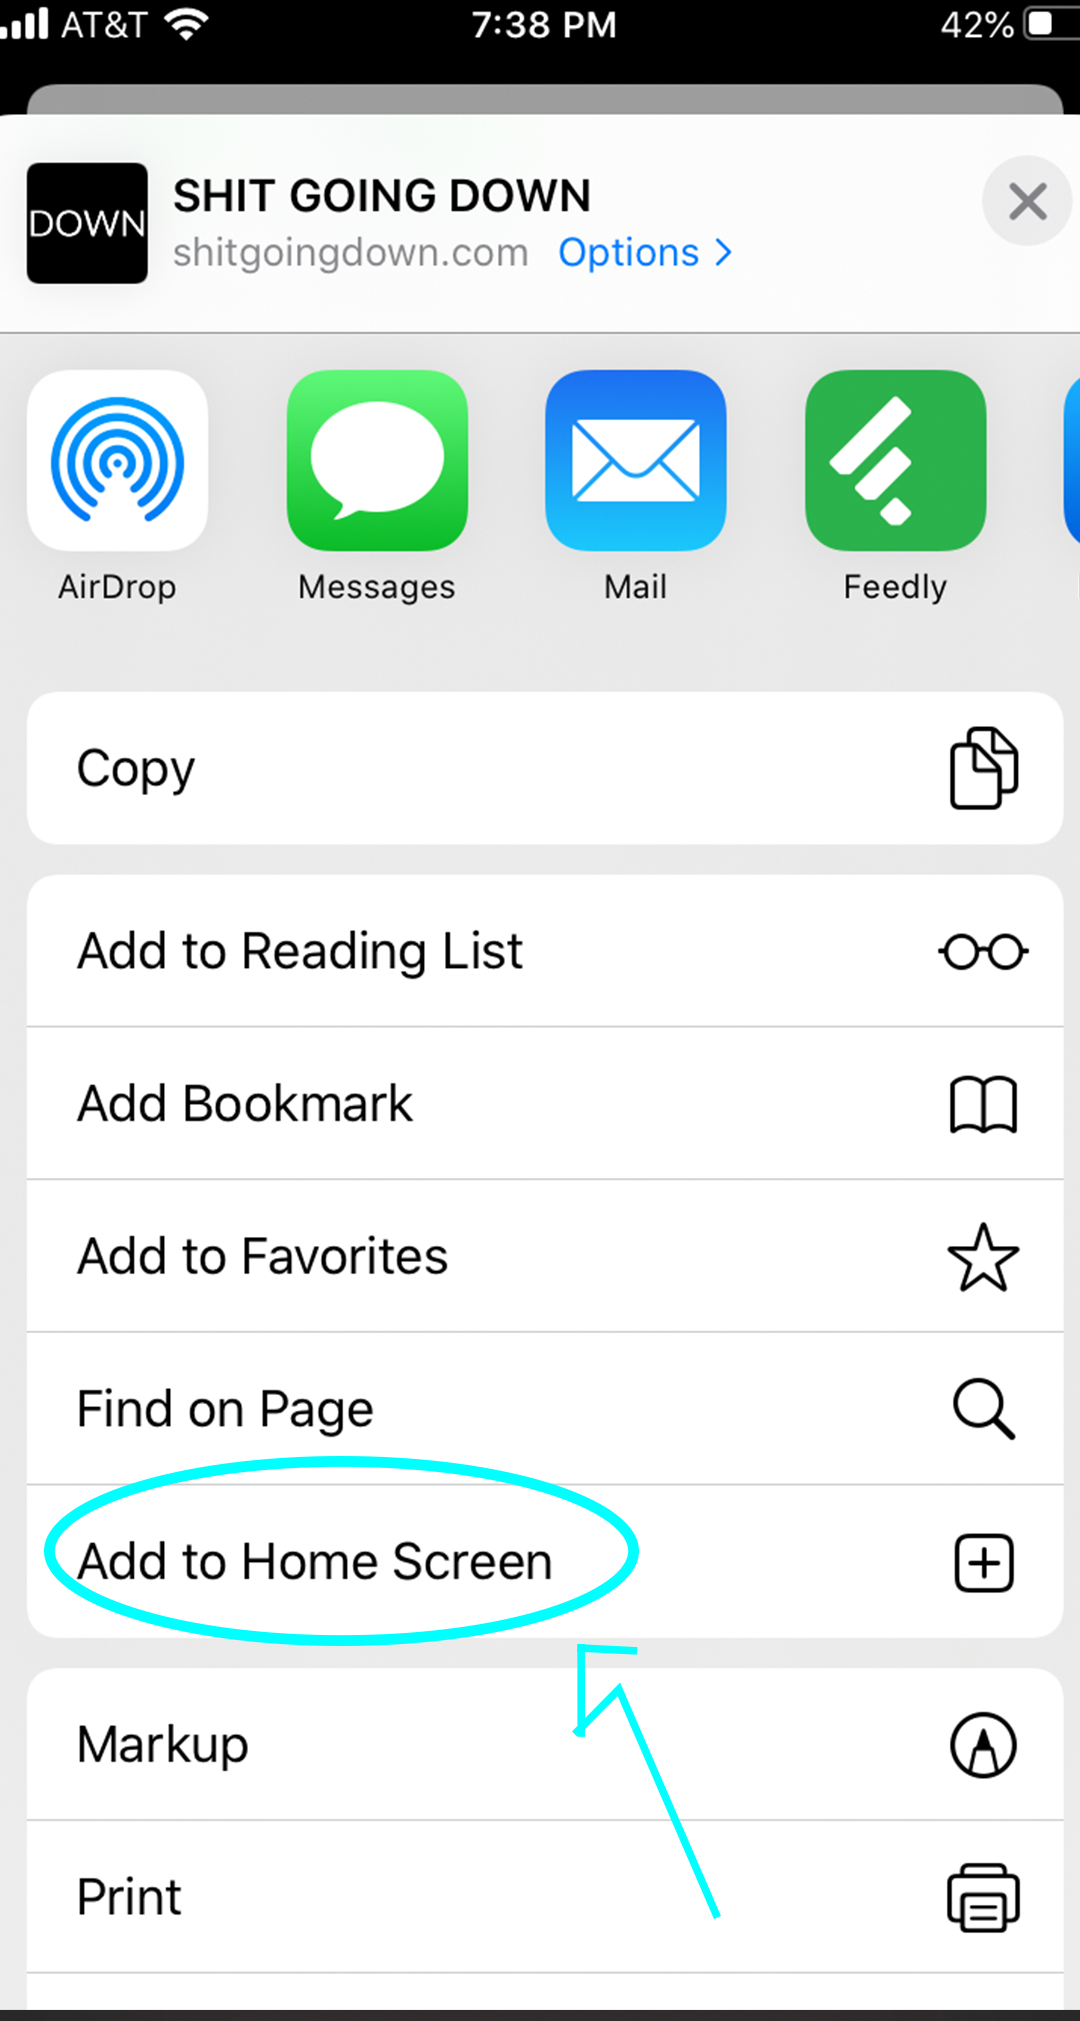 AT&T 7:38 PM 42%
DOWN
SHIT GOING DOWN
shitgoingdown.com Options
AirDrop Messages Mail Feedly
Copy
Add to Reading List
Add Bookmark
Add to Favorites
Find on Page
Add to Home Screen
Markup
Print